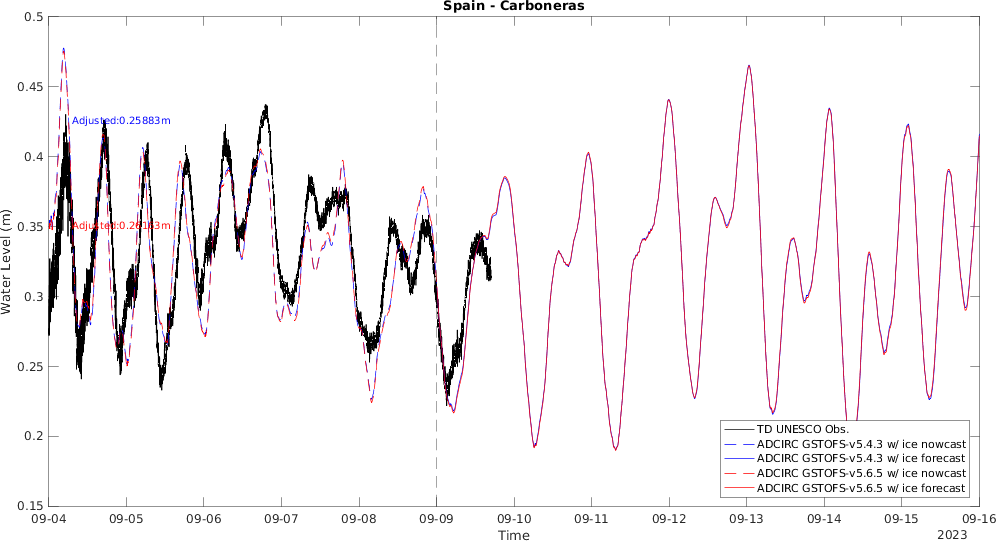 Spain - Carboneras
0.5
0.45
0.4
0.35
0.3
0.25
0.2
0.15
Water Level (m)
Adjusted:0.25883m
TD UNESCO Obs.
ADCIRC GSTOFS-v5.4.3 w/ ice nowcast
ADCIRC GSTOFS-v5.4.3 w/ ice forecast
ADCIRC GSTOFS-v5.6.5 w/ ice nowcast
ADCIRC GSTOFS-v5.6.5 w/ ice forecast
09-04 09-05 09-06 09-07 09-08 09-09 09-10 09-11 09-12 09-13 09-14 09-15 09-16
Time
2023